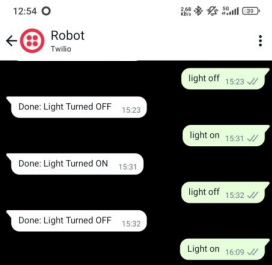 12:54
2.68 KB/s 5G 39
Robot
Twilio
light off 15:23
Done: Light Turned OFF 15:23
light on 15:31
Done: Light Turned ON 15:31
light off 15:32
Done: Light Turned OFF 15:32
Light on 16:09